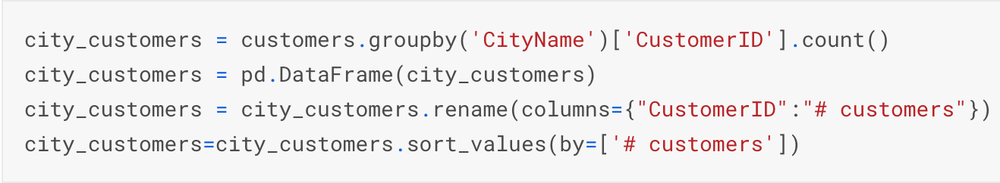 city_customers = customers.groupby('CityName')['CustomerID'].count()
city_customers = pd.DataFrame(city_customers)
city_customers = city_customers.rename(columns={"CustomerID":"# customers"})
city_customers=city_customers.sort_values(by=['# customers'])